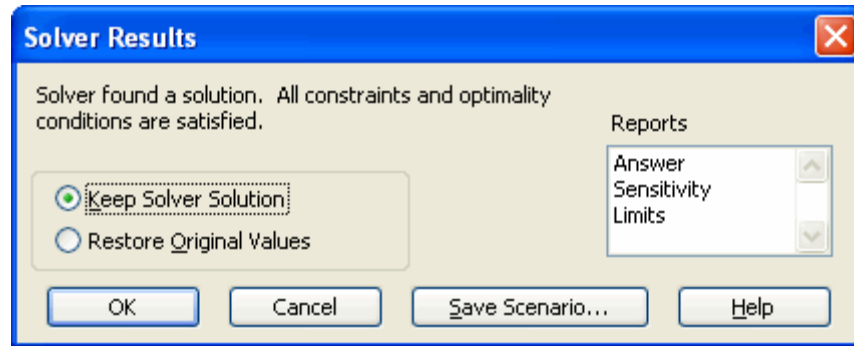 Solver Results
Solver found a solution. All constraints and optimality
conditions are satisfied.
Reports
Answer
Sensitivity
Limits
Keep Solver Solution
Restore Original Values
OK
Cancel
Save Scenario...
Help